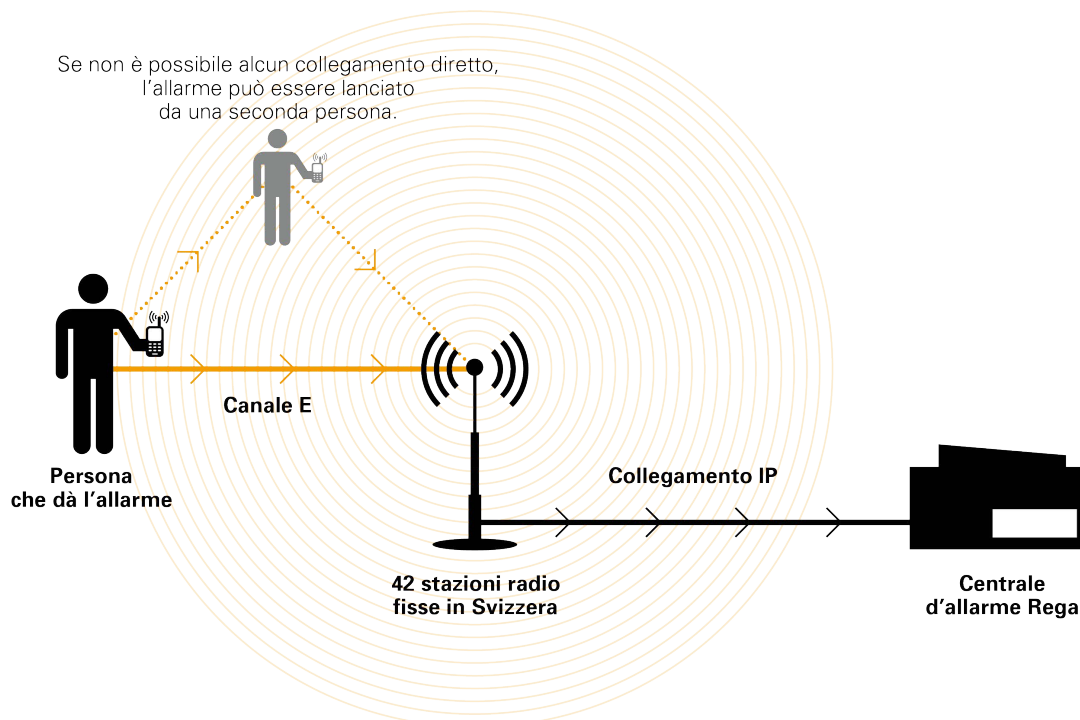 Se non è possibile alcun collegamento diretto,
l'allarme può essere lanciato
da una seconda persona.
Canale E
Persona
che dà l'allarme
Collegamento IP
42 stazioni radio
fisse in Svizzera
Centrale
d'allarme Rega